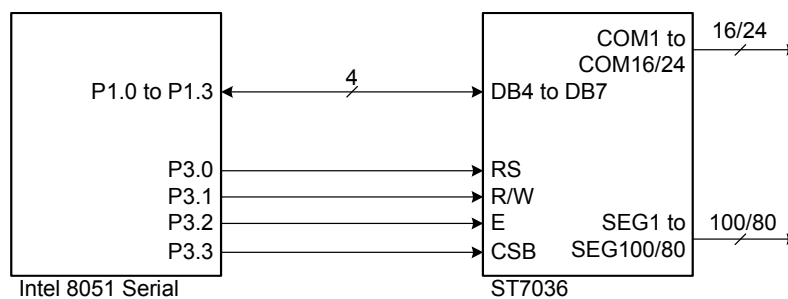 COM1 to
COM16/24
16/24
P1.0 to P1.3
4
DB4 to DB7
P3.0
RS
P3.1
R/W
P3.2
E
P3.3
CSB
SEG1 to
SEG100/80
100/80
Intel 8051 Serial
ST7036